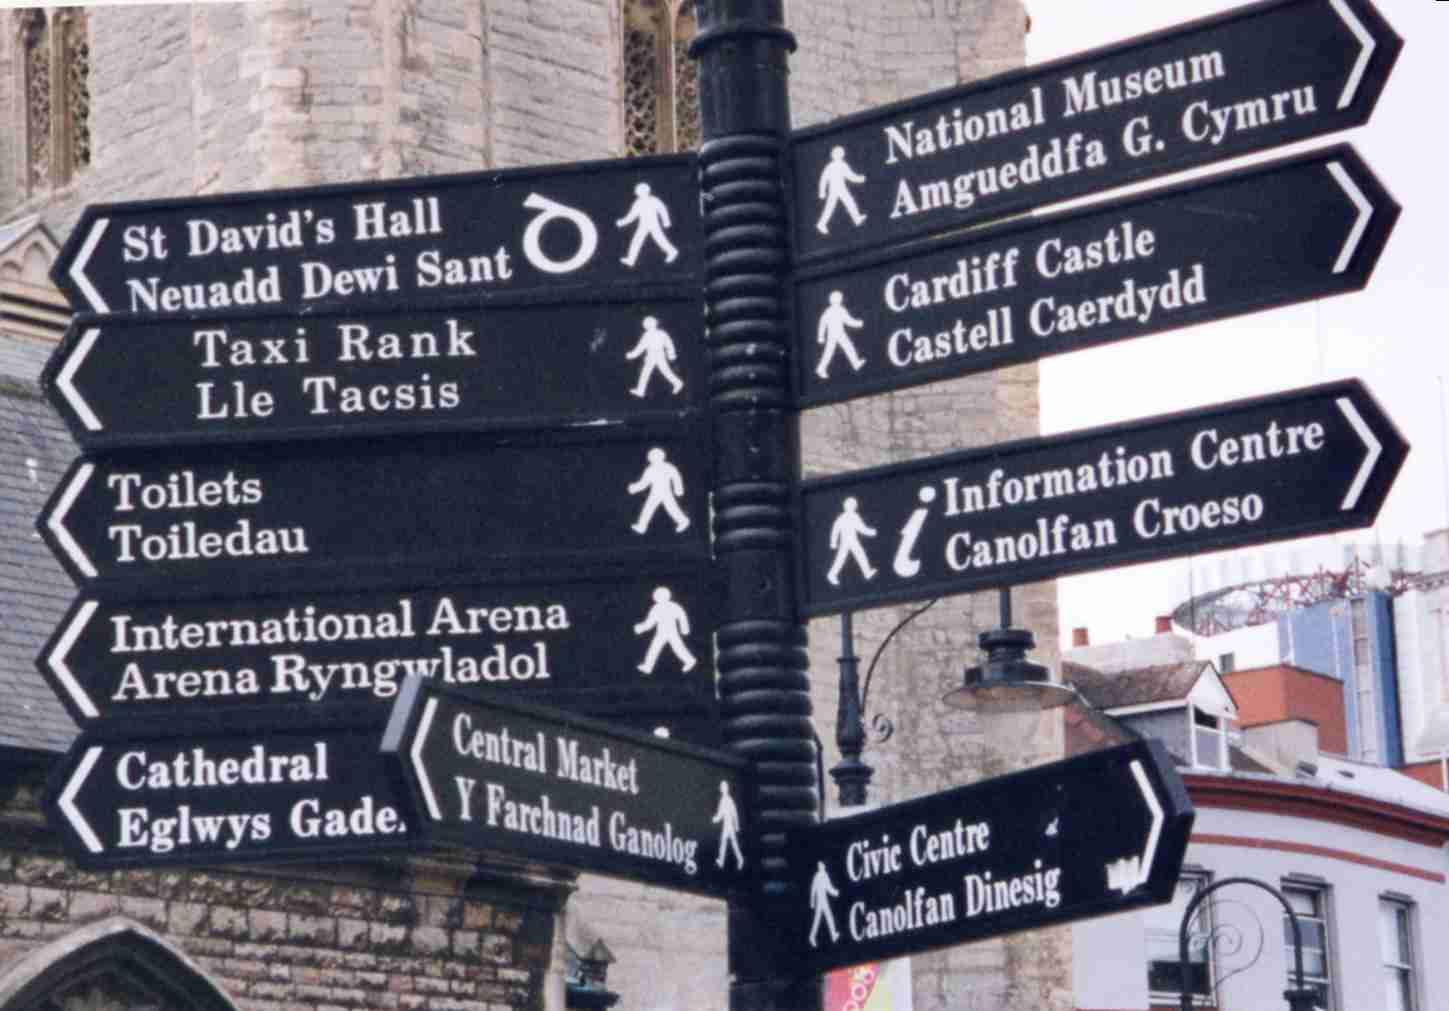 St David's Hall
Neuadd Dewi Sant
Taxi Rank
Lle Tacsis
Toilets
Toiledau
International Arena
Arena Ryngwladol
Cathedral
Eglwys
Central Market
Y Farchnad Ganolog
National Museum
Amgueddfa G. Cymru
Cardiff Castle
Castell Caerdydd
i Information Centre
Canolfan Croeso
Civic Centre
Canolfan Dinesig